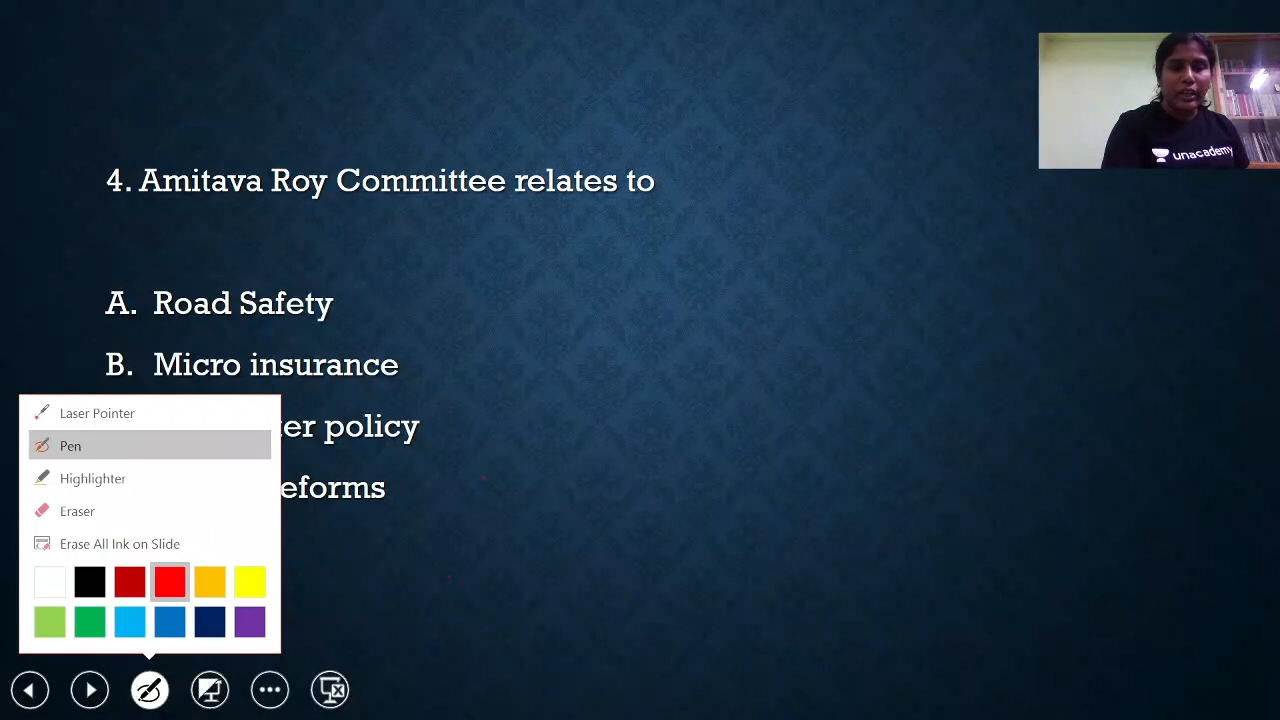 4. Amitava Roy Committee relates to
unacademy
A. Road Safety
B. Micro insurance
er policy
eforms
Laser Pointer
Pen
Highlighter
Eraser
Erase All Ink on Slide